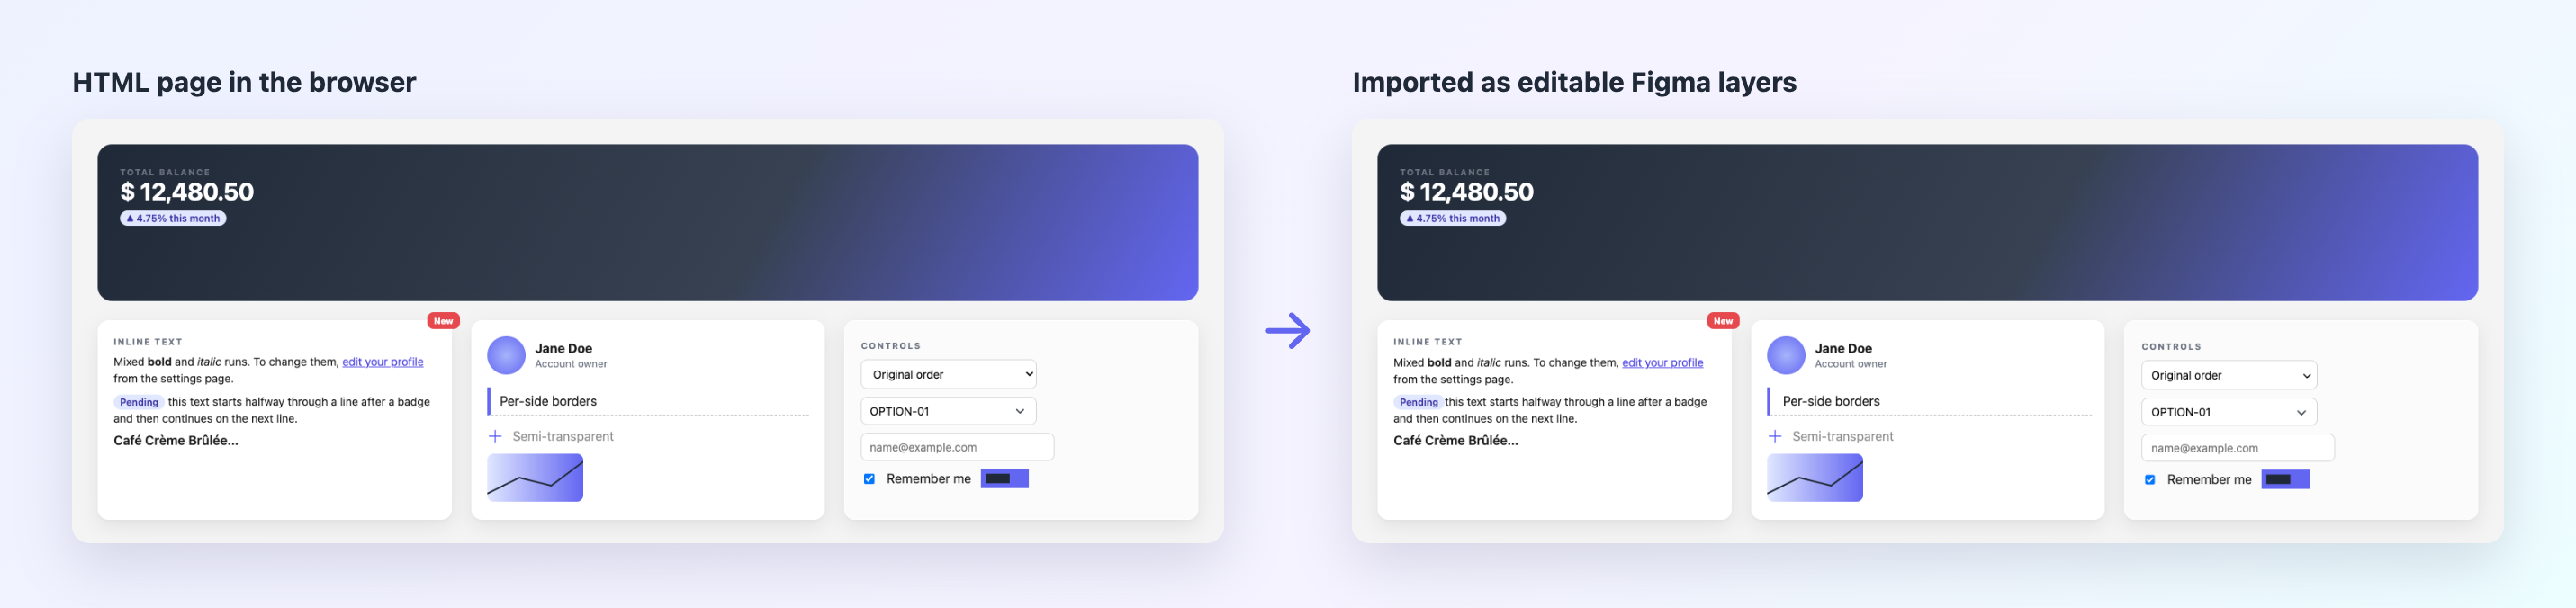 HTML page in the browser
TOTAL BALANCE
$ 12,480.50
▲ 4.75% this month
New
INLINE TEXT
Mixed bold and italic runs. To change them, edit your profile
from the settings page.
Pending this text starts halfway through a line after a badge
and then continues on the next line.
Café Crème Brûlée...
Jane Doe
Account owner
Per-side borders
Semi-transparent
CONTROLS
Original order
OPTION-01
name@example.com
Remember me
Imported as editable Figma layers
TOTAL BALANCE
$ 12,480.50
▲ 4.75% this month
New
INLINE TEXT
Mixed bold and italic runs. To change them, edit your profile
from the settings page.
Pending this text starts halfway through a line after a badge
and then continues on the next line.
Café Crème Brûlée...
Jane Doe
Account owner
Per-side borders
Semi-transparent
CONTROLS
Original order
OPTION-01
name@example.com
Remember me